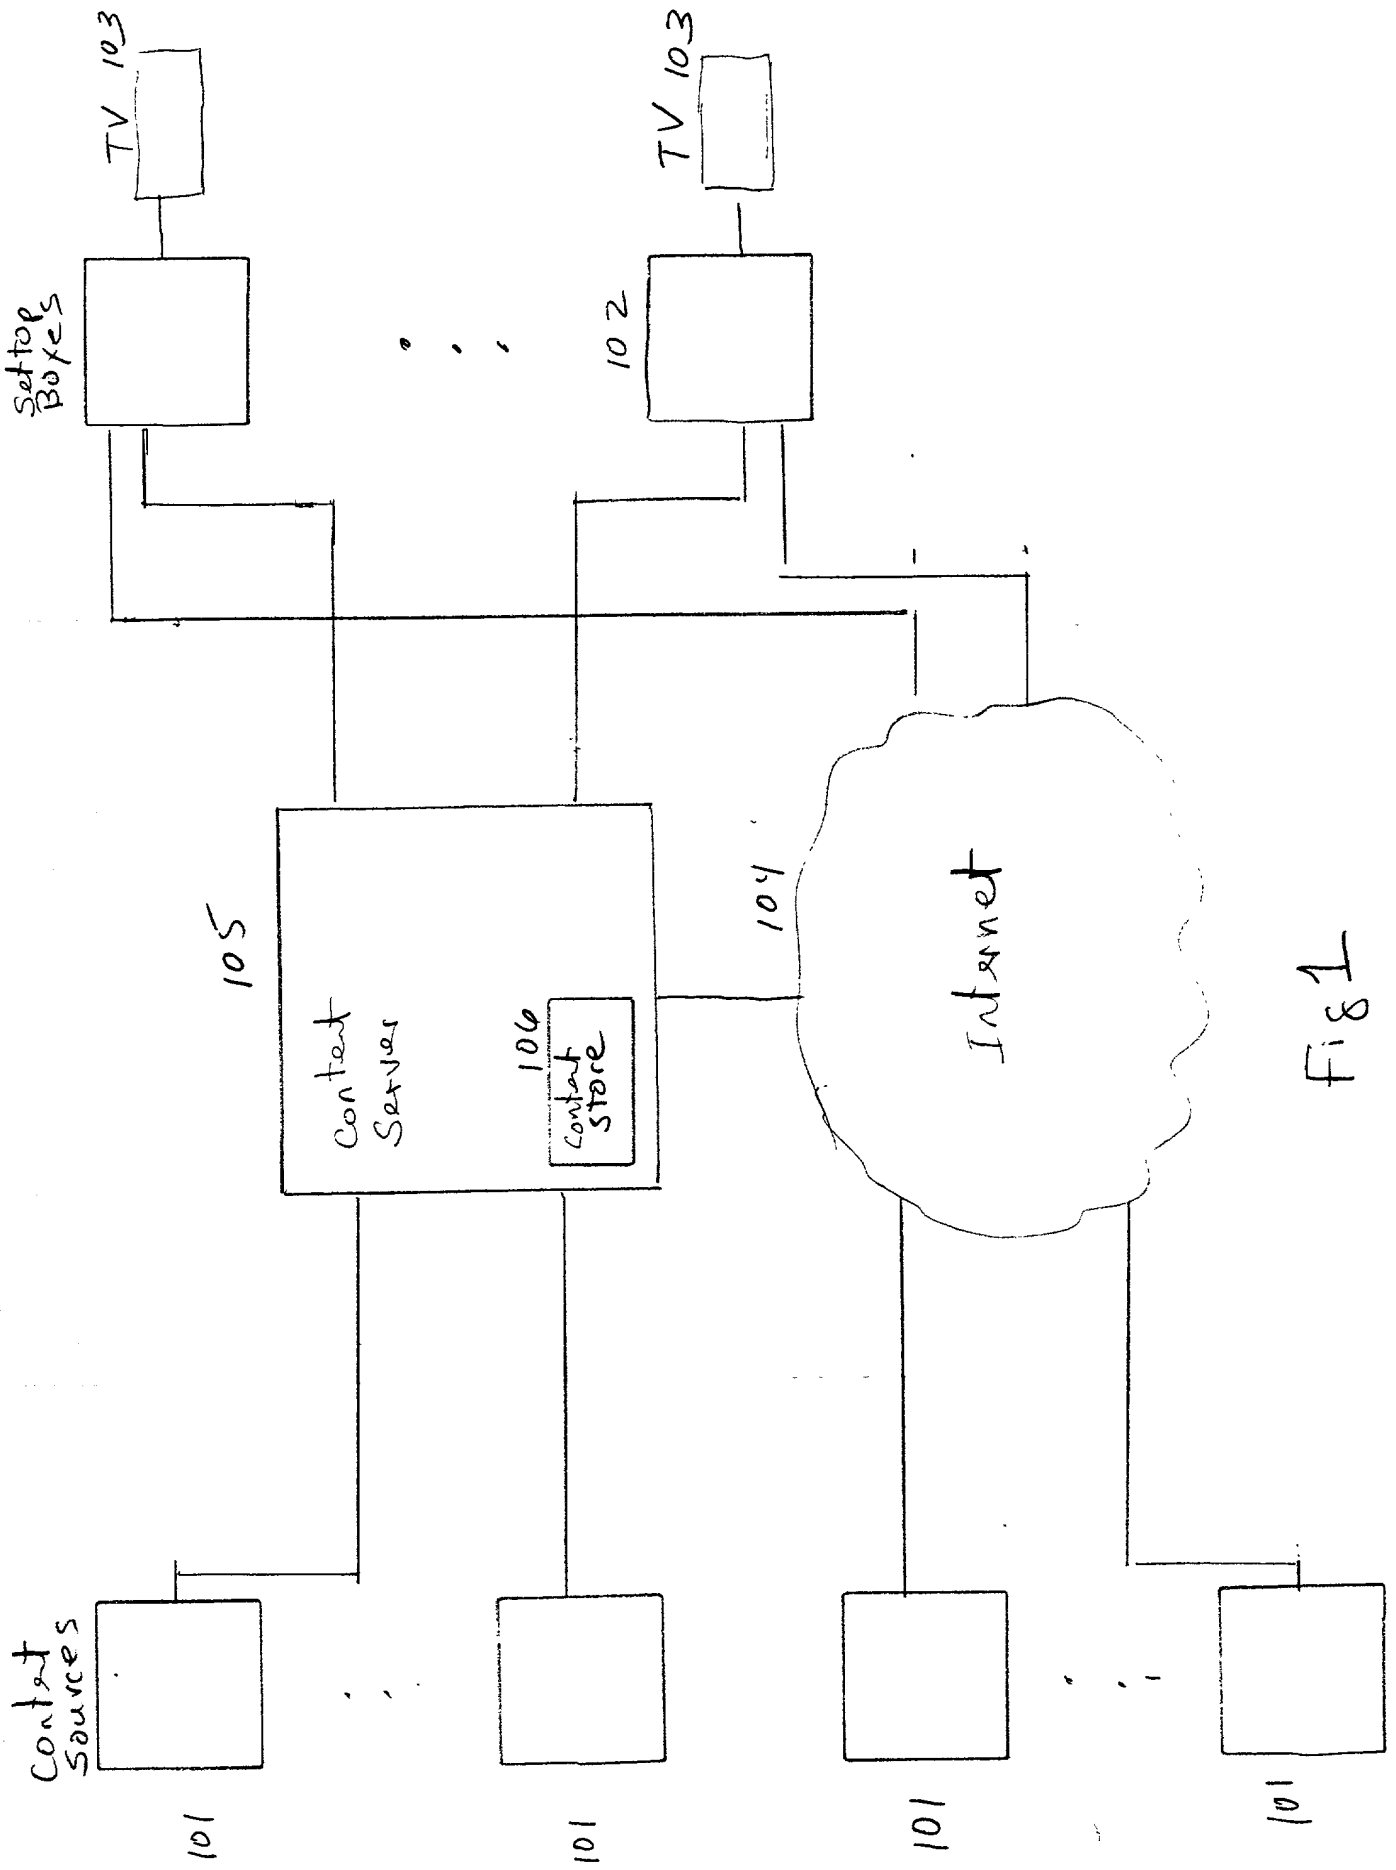 Content
Sources
101
101
101
101
105
Content
Server
106
Content
STORE
104
Internet
Settop
Boxes
102
TV 103
TV 103
Fig 1